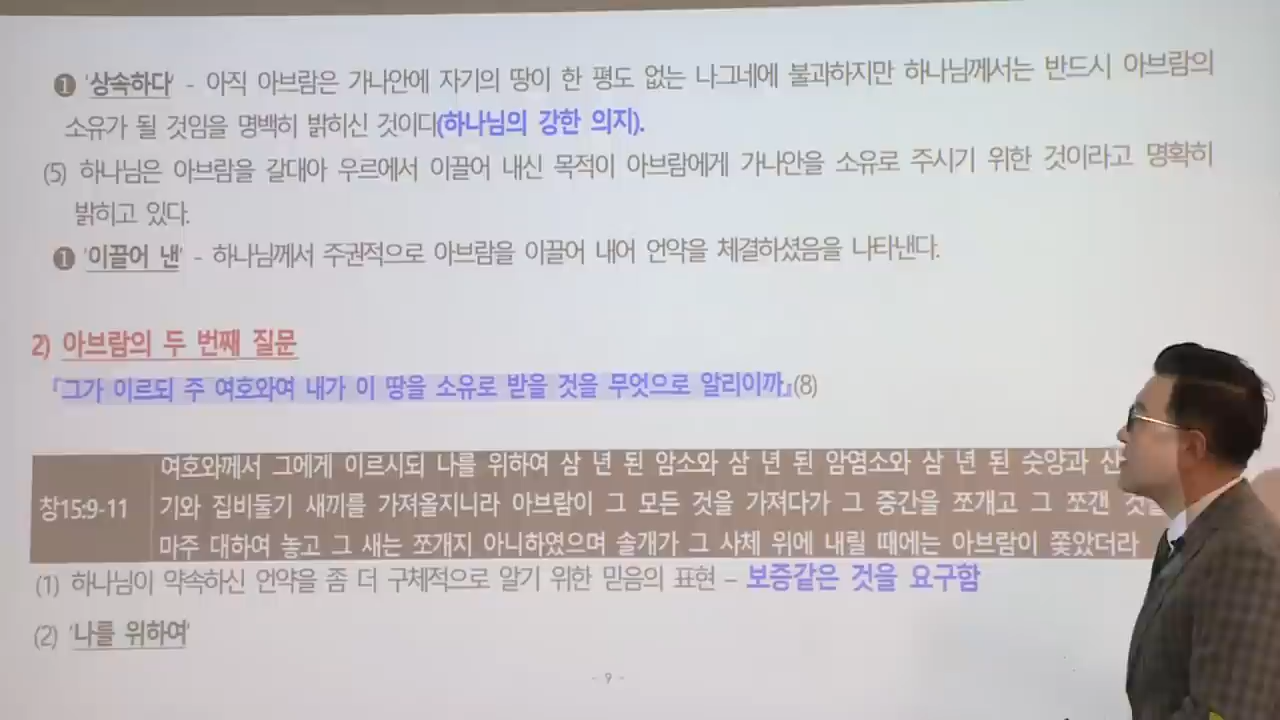 ❶ '상속하다' - 아직 아브람은 가나안에 자기의 땅이 한 평도 없는 나그네에 불과하지만 하나님께서는 반드시 아브람의
소유가 될 것임을 명백히 밝히신 것이다(하나님의 강한 의지).
(5) 하나님은 아브람을 갈대아 우르에서 이끌어 내신 목적이 아브람에게 가나안을 소유로 주시기 위한 것이라고 명확히
밝히고 있다.
❶ '이끌어 낸' - 하나님께서 주권적으로 아브람을 이끌어 내어 언약을 체결하셨음을 나타낸다.
2) 아브람의 두 번째 질문
『그가 이르되 주 여호와여 내가 이 땅을 소유로 받을 것을 무엇으로 알리이까』(8)
여호와께서 그에게 이르시되 나를 위하여 삼 년 된 암소와 삼 년 된 암염소와 삼 년 된 숫양과 산
창15:9-11 기와 집비둘기 새끼를 가져올지니라 아브람이 그 모든 것을 가져다가 그 중간을 쪼개고 그 쪼갠
마주 대하여 놓고 그 새는 쪼개지 아니하였으며 솔개가 그 사체 위에 내릴 때에는 아브람이 쫓았더라
(1) 하나님이 약속하신 언약을 좀 더 구체적으로 알기 위한 믿음의 표현 – 보증같은 것을 요구함
(2) '나를 위하여'
- 9 -